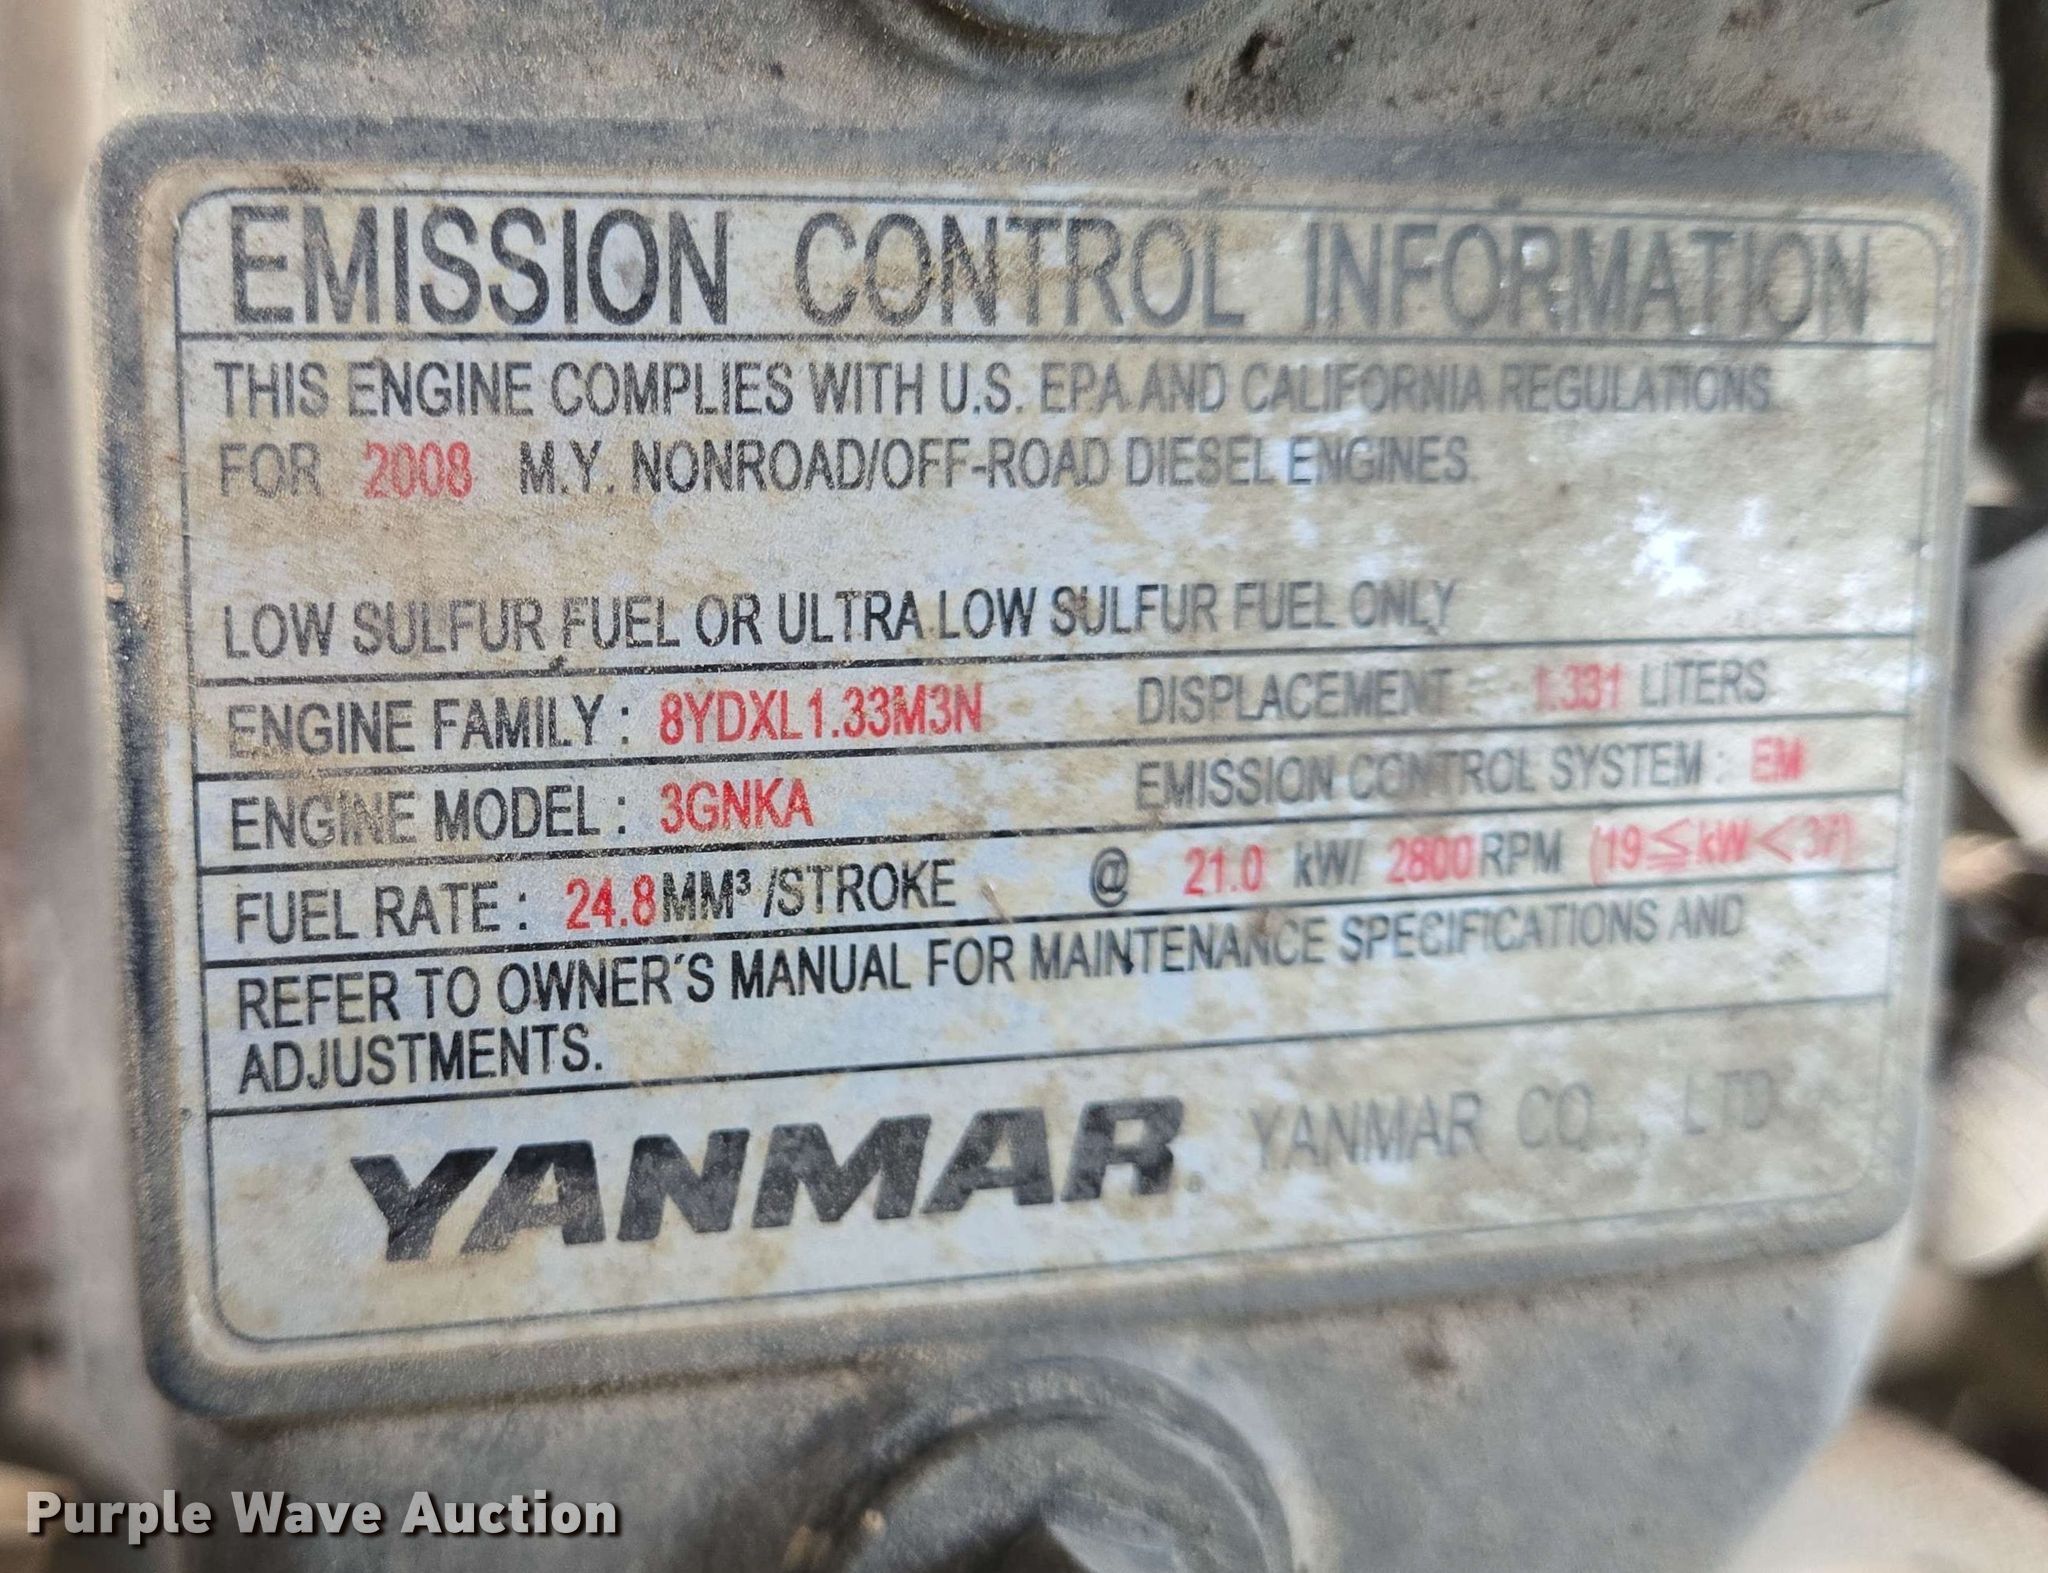 EMISSION CONTROL INFORMATION
THIS ENGINE COMPLIES WITH U.S. EPA AND CALIFORNIA REGULATIONS
FOR 2008 M.Y. NONROAD/OFF-ROAD DIESEL ENGINES.
LOW SULFUR FUEL OR ULTRA LOW SULFUR FUEL ONLY
ENGINE FAMILY : 8YDXL1.33M3N DISPLACEMENT : 1.331 LITERS
ENGINE MODEL : 3GNKA EMISSION CONTROL SYSTEM : EM
FUEL RATE : 24.8MM³/STROKE @ 21.0 kW/ 2800RPM (19≤kW<37)
REFER TO OWNER'S MANUAL FOR MAINTENANCE SPECIFICATIONS AND
ADJUSTMENTS.
YANMAR YANMAR CO., LTD
Purple Wave Auction